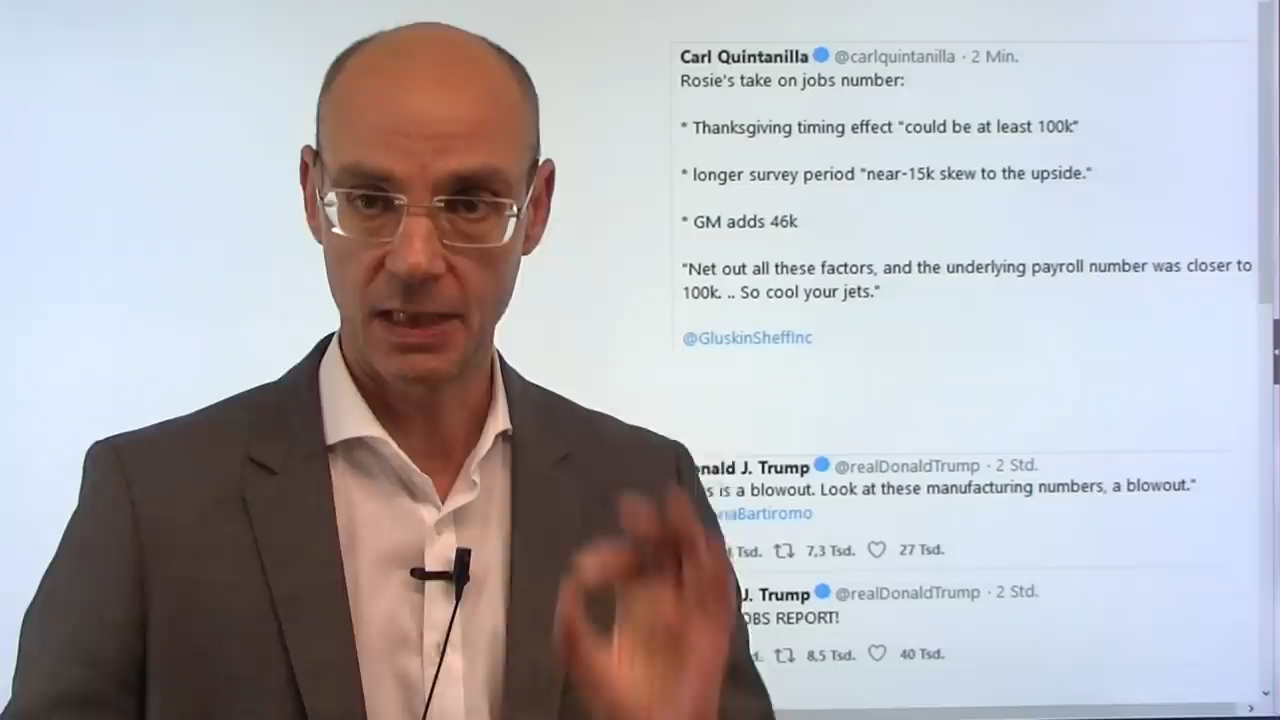 Carl Quintanilla @carlquintanilla · 2 Min.
Rosie's take on jobs number:
* Thanksgiving timing effect "could be at least 100k"
* longer survey period "near-15k skew to the upside."
* GM adds 46k
"Net out all these factors, and the underlying payroll number was closer to
100k. .. So cool your jets."
@GluskinSheffInc
nald J. Trump @realDonaldTrump · 2 Std.
s is a blowout. Look at these manufacturing numbers, a blowout."
iaBartiromo
Tsd. 7,3 Tsd. 27 Tsd.
J. Trump @realDonaldTrump · 2 Std.
OBS REPORT!
8,5 Tsd. 40 Tsd.